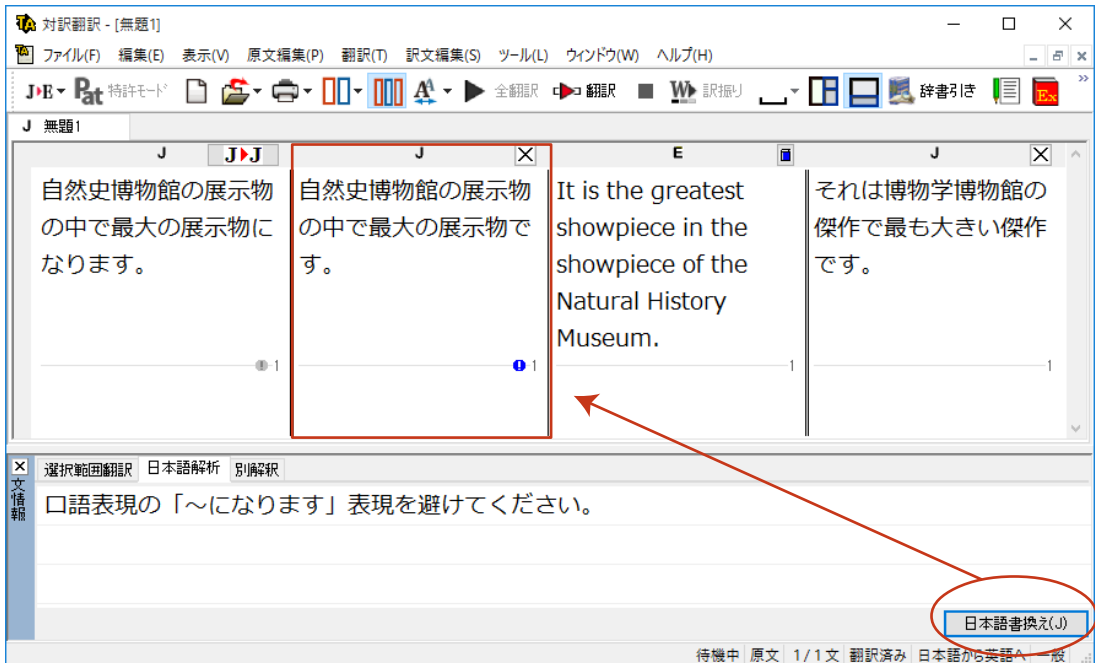 対訳翻訳 - [無題1]
ファイル(F) 編集(E) 表示(V) 原文編集(P) 翻訳(T) 訳文編集(S) ツール(L) ウィンドウ(W) ヘルプ(H)
J▸E Pat 特許モード 全翻訳 翻訳 W 訳振り 辞書引き Ex
J 無題1
J J▸J
自然史博物館の展示物
の中で最大の展示物に
なります。
1
J
自然史博物館の展示物
の中で最大の展示物で
す。
1
E
It is the greatest
showpiece in the
showpiece of the
Natural History
Museum.
1
J
それは博物学博物館の
傑作で最も大きい傑作
です。
1
文情報
選択範囲翻訳 日本語解析 別解釈
口語表現の「～になります」表現を避けてください。
日本語書換え(J)
待機中 原文 1/1文 翻訳済み 日本語から英語へ 一般